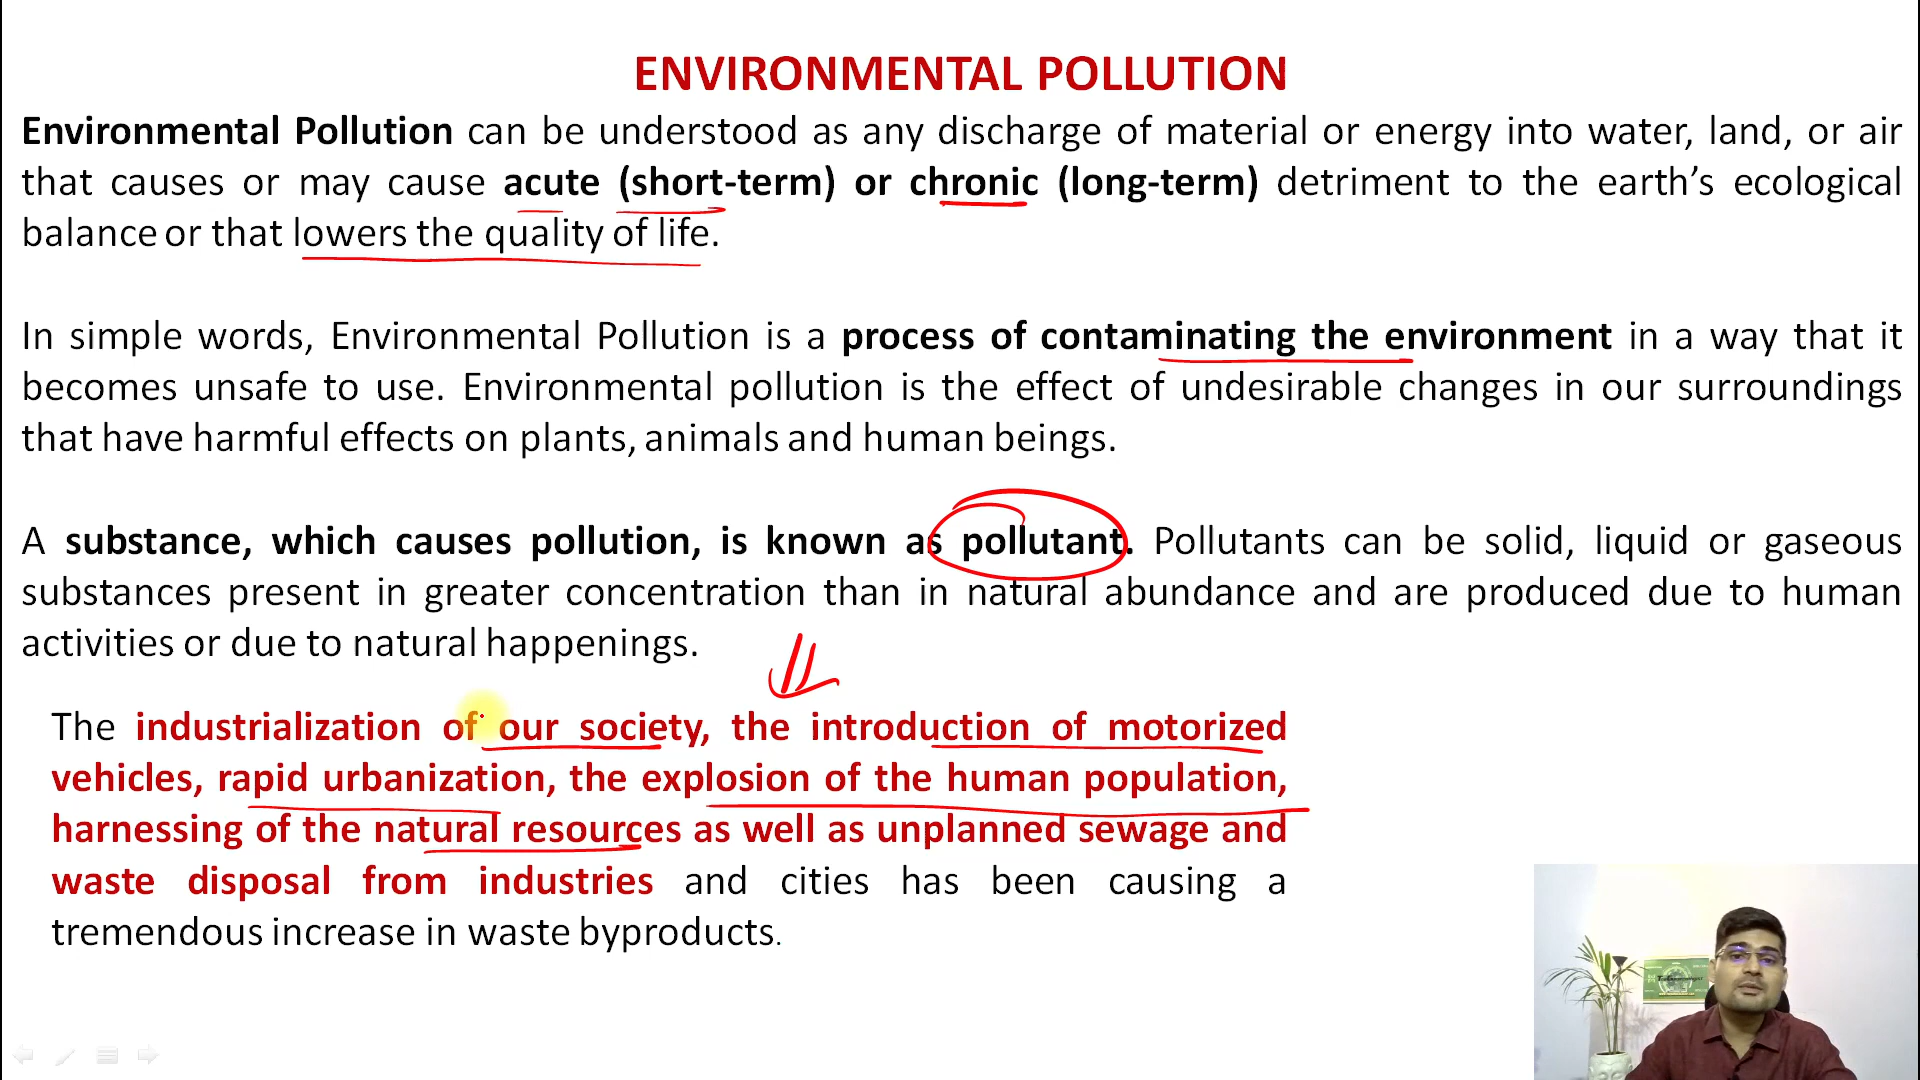 ENVIRONMENTAL POLLUTION
Environmental Pollution can be understood as any discharge of material or energy into water, land, or air
that causes or may cause acute (short-term) or chronic (long-term) detriment to the earth’s ecological
balance or that lowers the quality of life.
In simple words, Environmental Pollution is a process of contaminating the environment in a way that it
becomes unsafe to use. Environmental pollution is the effect of undesirable changes in our surroundings
that have harmful effects on plants, animals and human beings.
A substance, which causes pollution, is known as pollutant. Pollutants can be solid, liquid or gaseous
substances present in greater concentration than in natural abundance and are produced due to human
activities or due to natural happenings.
The industrialization of our society, the introduction of motorized
vehicles, rapid urbanization, the explosion of the human population,
harnessing of the natural resources as well as unplanned sewage and
waste disposal from industries and cities has been causing a
tremendous increase in waste byproducts.